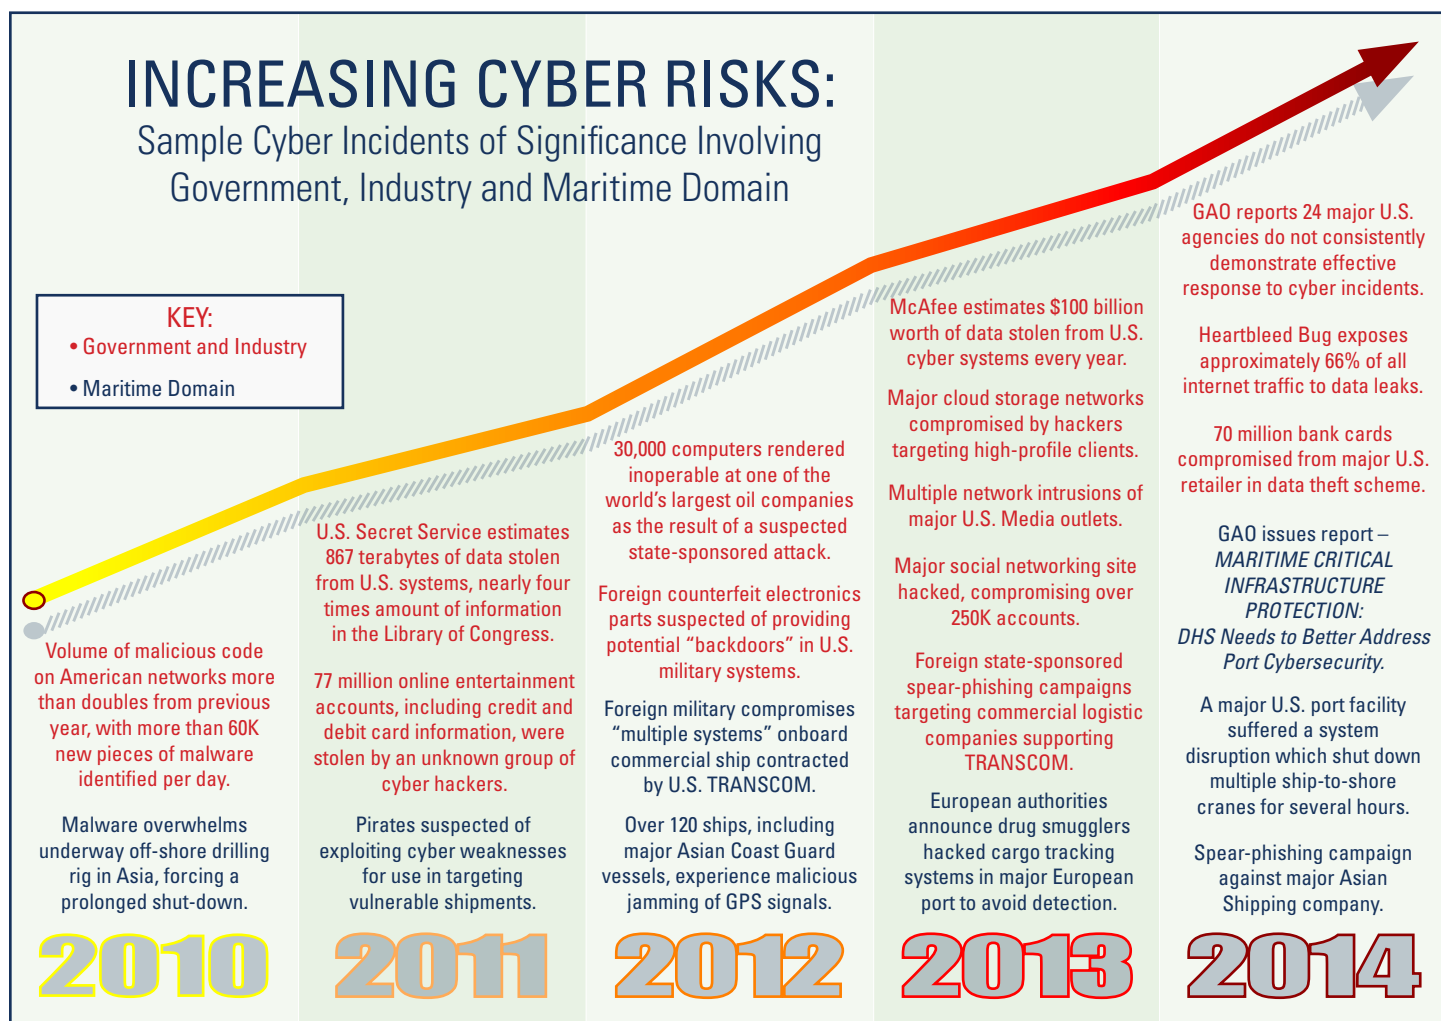 INCREASING CYBER RISKS:
Sample Cyber Incidents of Significance Involving
Government, Industry and Maritime Domain
KEY:
• Government and Industry
• Maritime Domain
Volume of malicious code
on American networks more
than doubles from previous
year, with more than 60K
new pieces of malware
identified per day.
Malware overwhelms
underway off-shore drilling
rig in Asia, forcing a
prolonged shut-down.
2010
U.S. Secret Service estimates
867 terabytes of data stolen
from U.S. systems, nearly four
times amount of information
in the Library of Congress.
77 million online entertainment
accounts, including credit and
debit card information, were
stolen by an unknown group of
cyber hackers.
Pirates suspected of
exploiting cyber weaknesses
for use in targeting
vulnerable shipments.
2011
30,000 computers rendered
inoperable at one of the
world's largest oil companies
as the result of a suspected
state-sponsored attack.
Foreign counterfeit electronics
parts suspected of providing
potential “backdoors” in U.S.
military systems.
Foreign military compromises
“multiple systems” onboard
commercial ship contracted
by U.S. TRANSCOM.
Over 120 ships, including
major Asian Coast Guard
vessels, experience malicious
jamming of GPS signals.
2012
McAfee estimates $100 billion
worth of data stolen from U.S.
cyber systems every year.
Major cloud storage networks
compromised by hackers
targeting high-profile clients.
Multiple network intrusions of
major U.S. Media outlets.
Major social networking site
hacked, compromising over
250K accounts.
Foreign state-sponsored
spear-phishing campaigns
targeting commercial logistic
companies supporting
TRANSCOM.
European authorities
announce drug smugglers
hacked cargo tracking
systems in major European
port to avoid detection.
2013
GAO reports 24 major U.S.
agencies do not consistently
demonstrate effective
response to cyber incidents.
Heartbleed Bug exposes
approximately 66% of all
internet traffic to data leaks.
70 million bank cards
compromised from major U.S.
retailer in data theft scheme.
GAO issues report –
MARITIME CRITICAL
INFRASTRUCTURE
PROTECTION:
DHS Needs to Better Address
Port Cybersecurity.
A major U.S. port facility
suffered a system
disruption which shut down
multiple ship-to-shore
cranes for several hours.
Spear-phishing campaign
against major Asian
Shipping company.
2014